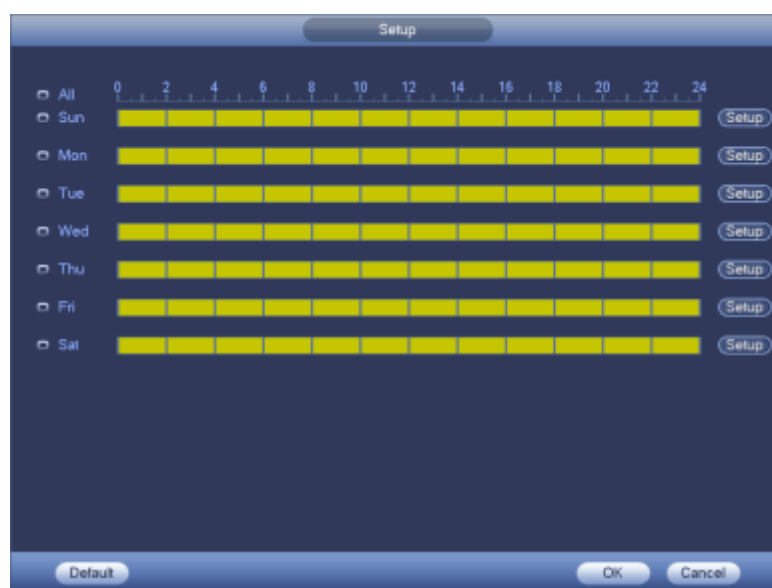 Setup
All 0 2 4 6 8 10 12 14 16 18 20 22 24
Sun Setup
Mon Setup
Tue Setup
Wed Setup
Thu Setup
Fri Setup
Sat Setup
Default OK Cancel